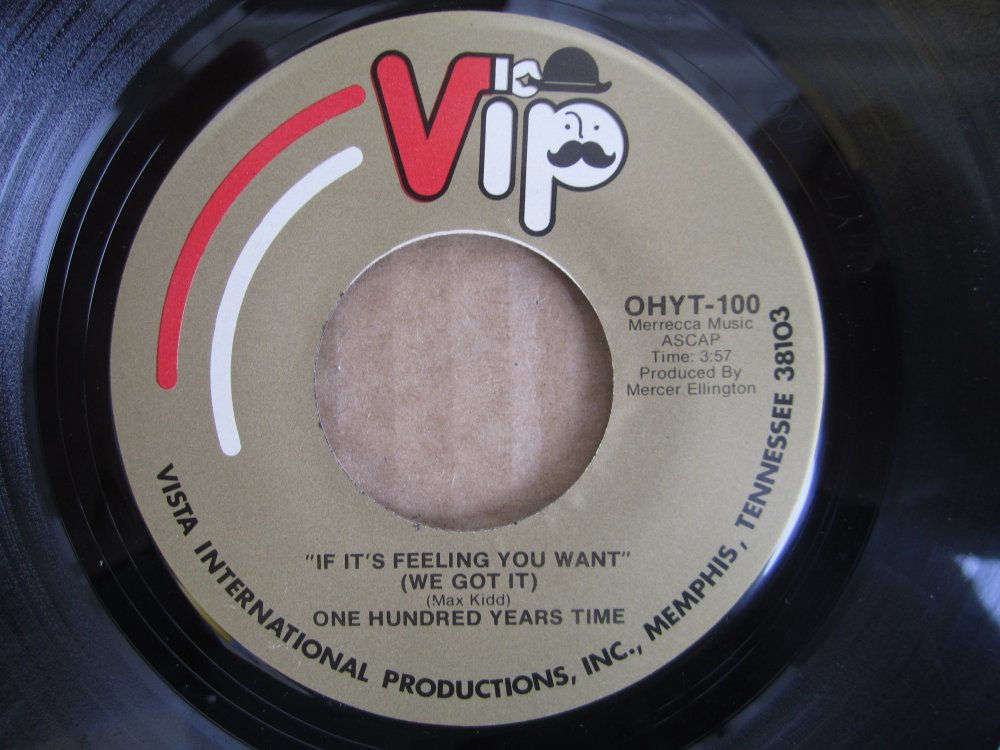 Vip
OHYT-100
Merrecca Music
ASCAP
Time: 3:57
Produced By
Mercer Ellington
"IF IT'S FEELING YOU WANT"
(WE GOT IT)
(Max Kidd)
ONE HUNDRED YEARS TIME
VISTA INTERNATIONAL PRODUCTIONS, INC., MEMPHIS, TENNESSEE 38103